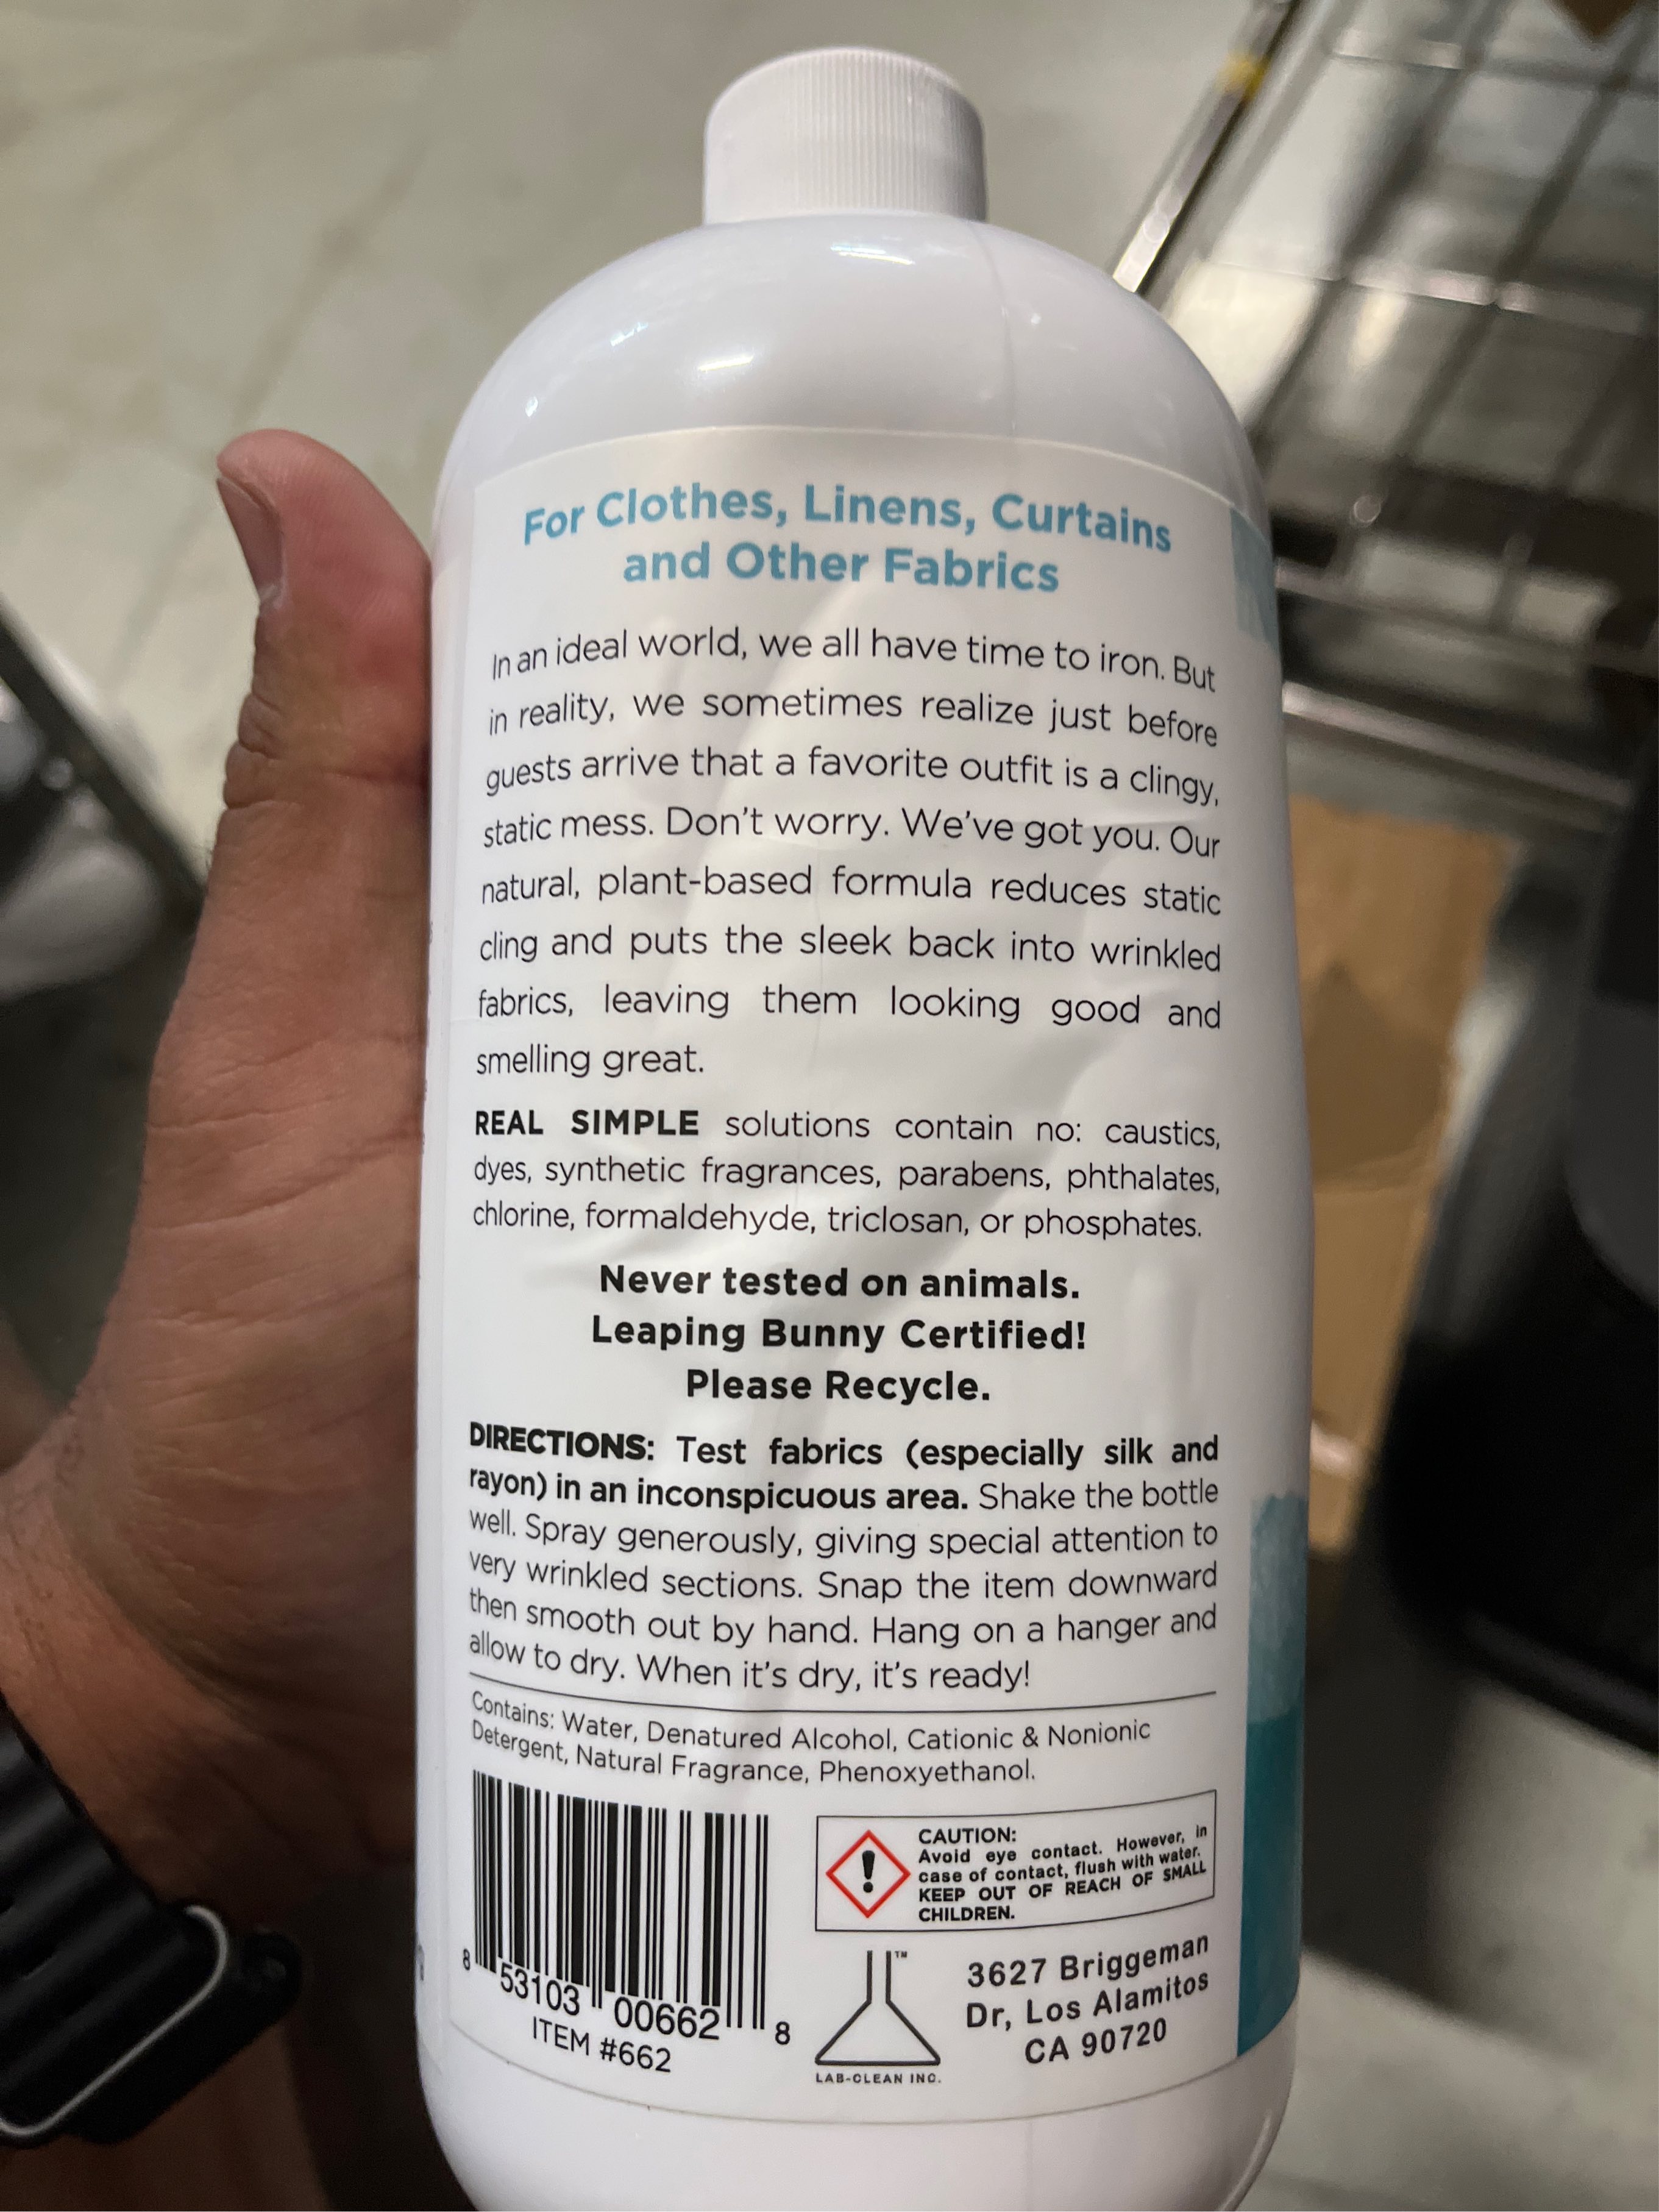 For Clothes, Linens, Curtains
and Other Fabrics
In an ideal world, we all have time to iron. But
in reality, we sometimes realize just before
guests arrive that a favorite outfit is a clingy,
static mess. Don't worry. We've got you. Our
natural, plant-based formula reduces static
cling and puts the sleek back into wrinkled
fabrics, leaving them looking good and
smelling great.
REAL SIMPLE solutions contain no: caustics,
dyes, synthetic fragrances, parabens, phthalates,
chlorine, formaldehyde, triclosan, or phosphates.
Never tested on animals.
Leaping Bunny Certified!
Please Recycle.
DIRECTIONS: Test fabrics (especially silk and
rayon) in an inconspicuous area. Shake the bottle
well. Spray generously, giving special attention to
very wrinkled sections. Snap the item downward
then smooth out by hand. Hang on a hanger and
allow to dry. When it's dry, it's ready!
Contains: Water, Denatured Alcohol, Cationic & Nonionic
Detergent, Natural Fragrance, Phenoxyethanol.
CAUTION:
Avoid eye contact. However, in
case of contact, flush with water.
KEEP OUT OF REACH OF SMALL
CHILDREN.
8 53103 00662 8
ITEM #662
TM
LAB-CLEAN INC.
3627 Briggeman
Dr, Los Alamitos
CA 90720